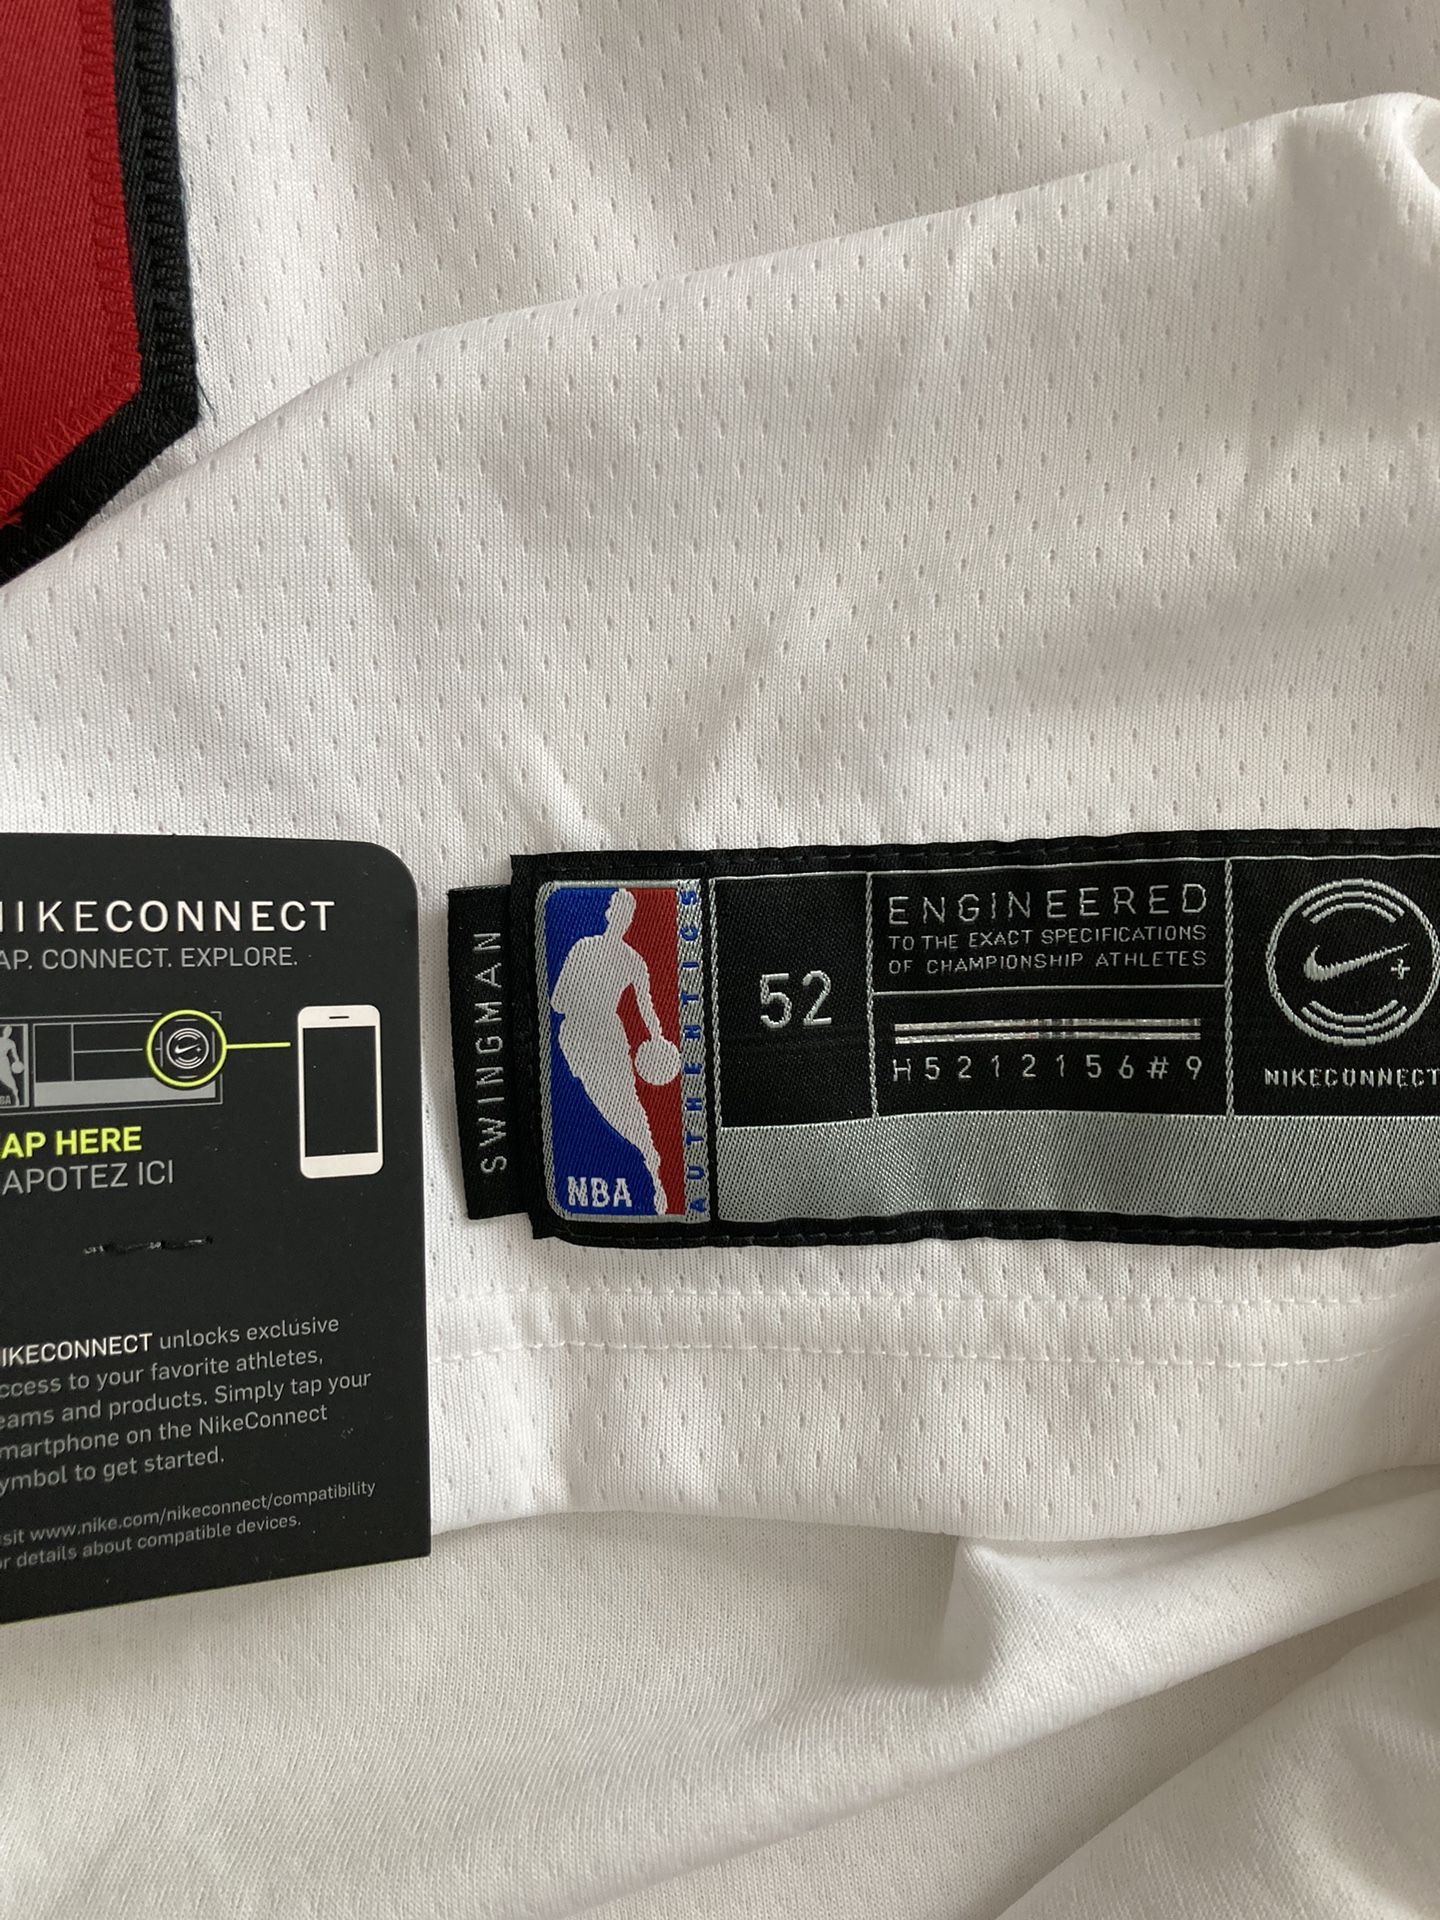 NIKECONNECT
AP. CONNECT. EXPLORE.
AP HERE
APOTEZ ICI
IKECONNECT unlocks exclusive
ccess to your favorite athletes,
eams and products. Simply tap your
martphone on the NikeConnect
ymbol to get started.
sit www.nike.com/nikeconnect/compatibility
or details about compatible devices.
SWINGMAN
NBA
AUTHENTICS
52
ENGINEERED
TO THE EXACT SPECIFICATIONS
OF CHAMPIONSHIP ATHLETES
H5212156#9
NIKECONNECT